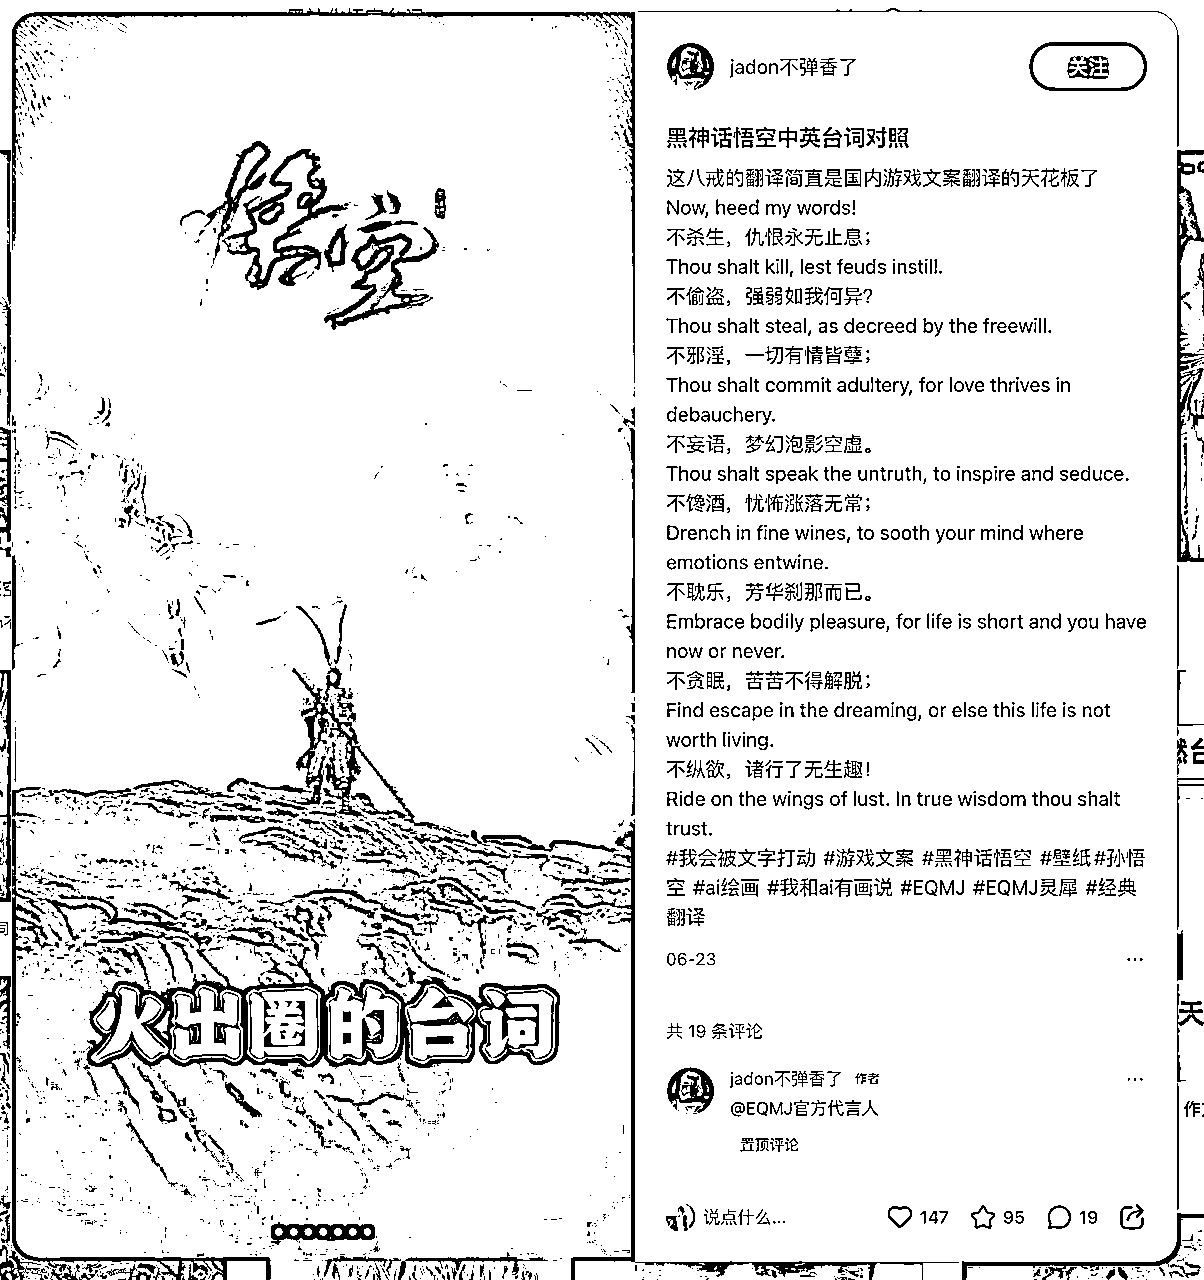 悟空
火出圈的台词
jadon不弹香了
关注
黑神话悟空中英台词对照
这八戒的翻译简直是国内游戏文案翻译的天花板了
Now, heed my words!
不杀生，仇恨永无止息；
Thou shalt kill, lest feuds instill.
不偷盗，强弱如我何异?
Thou shalt steal, as decreed by the freewill.
不邪淫，一切有情皆孽；
Thou shalt commit adultery, for love thrives in
debauchery.
不妄语，梦幻泡影空虚。
Thou shalt speak the untruth, to inspire and seduce.
不馋酒，忧怖涨落无常；
Drench in fine wines, to sooth your mind where
emotions entwine.
不耽乐，芳华刹那而已。
Embrace bodily pleasure, for life is short and you have
now or never.
不贪眠，苦苦不得解脱；
Find escape in the dreaming, or else this life is not
worth living.
不纵欲，诸行了无生趣!
Ride on the wings of lust. In true wisdom thou shalt
trust.
#我会被文字打动 #游戏文案 #黑神话悟空 #壁纸#孙悟
空 #ai绘画 #我和ai有画说 #EQMJ #EQMJ灵犀 #经典
翻译
06-23
共 19 条评论
jadon不弹香了 作者
@EQMJ官方代言人
置顶评论
说点什么...
147
95
19